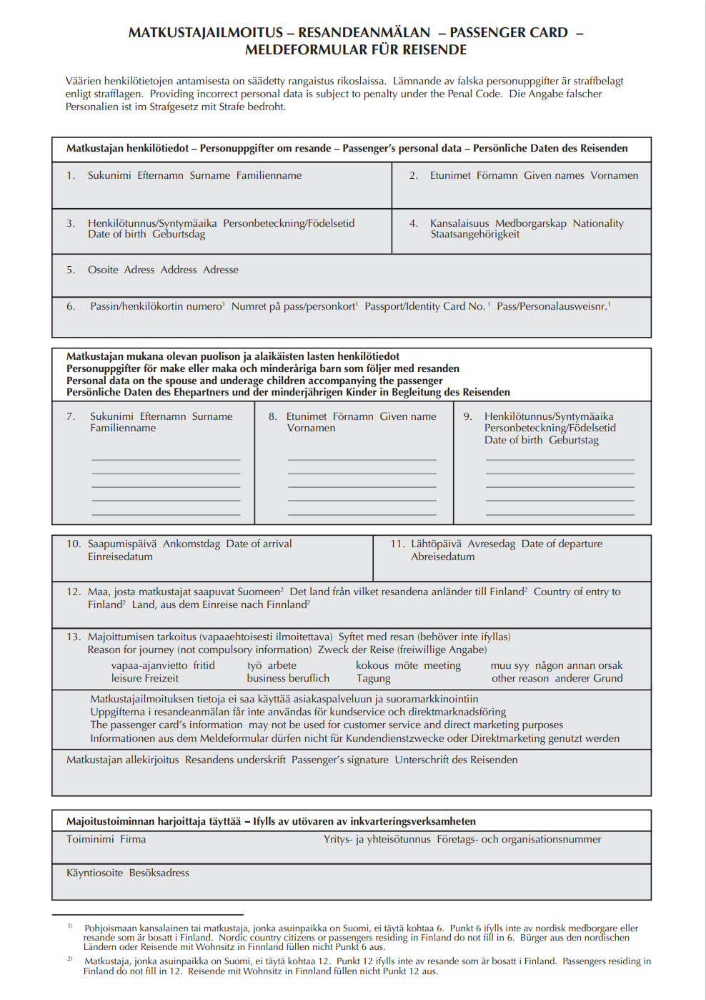 MATKUSTAJAILMOITUS – RESANDEANMÄLAN – PASSENGER CARD –
MELDEFORMULAR FÜR REISENDE
Väärien henkilötietojen antamisesta on säädetty rangaistus rikoslaissa. Lämnande av falska personuppgifter är straffbelagt
enligt strafflagen. Providing incorrect personal data is subject to penalty under the Penal Code. Die Angabe falscher
Personalien ist im Strafgesetz mit Strafe bedroht.
Matkustajan henkilötiedot – Personuppgifter om resande – Passenger's personal data – Persönliche Daten des Reisenden
1. Sukunimi Efternamn Surname Familienname
2. Etunimet Förnamn Given names Vornamen
3. Henkilötunnus/Syntymäaika Personbeteckning/Födelsetid
Date of birth Geburtsdag
4. Kansalaisuus Medborgarskap Nationality
Staatsangehörigkeit
5. Osoite Adress Address Adresse
6. Passin/henkilökortin numero¹ Numret på pass/personkort¹ Passport/Identity Card No. ¹ Pass/Personalausweisnr.¹
Matkustajan mukana olevan puolison ja alaikäisten lasten henkilötiedot
Personuppgifter för make eller maka och minderåriga barn som följer med resanden
Personal data on the spouse and underage children accompanying the passenger
Persönliche Daten des Ehepartners und der minderjährigen Kinder in Begleitung des Reisenden
7. Sukunimi Efternamn Surname
Familienname
8. Etunimet Förnamn Given name
Vornamen
9. Henkilötunnus/Syntymäaika
Personbeteckning/Födelsetid
Date of birth Geburtstag
10. Saapumispäivä Ankomstdag Date of arrival
Einreisedatum
11. Lähtöpäivä Avresedag Date of departure
Abreisedatum
12. Maa, josta matkustajat saapuvat Suomeen² Det land från vilket resandena anländer till Finland² Country of entry to
Finland² Land, aus dem Einreise nach Finnland²
13. Majoittumisen tarkoitus (vapaaehtoisesti ilmoitettava) Syftet med resan (behöver inte ifyllas)
Reason for journey (not compulsory information) Zweck der Reise (freiwillige Angabe)
vapaa-ajanvietto fritid työ arbete kokous möte meeting muu syy någon annan orsak
leisure Freizeit business beruflich Tagung other reason anderer Grund
Matkustajailmoituksen tietoja ei saa käyttää asiakaspalveluun ja suoramarkkinointiin
Uppgifterna i resandeanmälan får inte användas för kundservice och direktmarknadsföring
The passenger card's information may not be used for customer service and direct marketing purposes
Informationen aus dem Meldeformular dürfen nicht für Kundendienstzwecke oder Direktmarketing genutzt werden
Matkustajan allekirjoitus Resandens underskrift Passenger's signature Unterschrift des Reisenden
Majoitustoiminnan harjoittaja täyttää – Ifylls av utövaren av inkvarteringsverksamheten
Toiminimi Firma Yritys- ja yhteisötunnus Företags- och organisationsnummer
Käyntiosoite Besöksadress
1) Pohjoismaan kansalainen tai matkustaja, jonka asuinpaikka on Suomi, ei täytä kohtaa 6. Punkt 6 ifylls inte av nordisk medborgare eller
resande som är bosatt i Finland. Nordic country citizens or passengers residing in Finland do not fill in 6. Bürger aus den nordischen
Ländern oder Reisende mit Wohnsitz in Finnland füllen nicht Punkt 6 aus.
2) Matkustaja, jonka asuinpaikka on Suomi, ei täytä kohtaa 12. Punkt 12 ifylls inte av resande som är bosatt i Finland. Passengers residing in
Finland do not fill in 12. Reisende mit Wohnsitz in Finnland füllen nicht Punkt 12 aus.